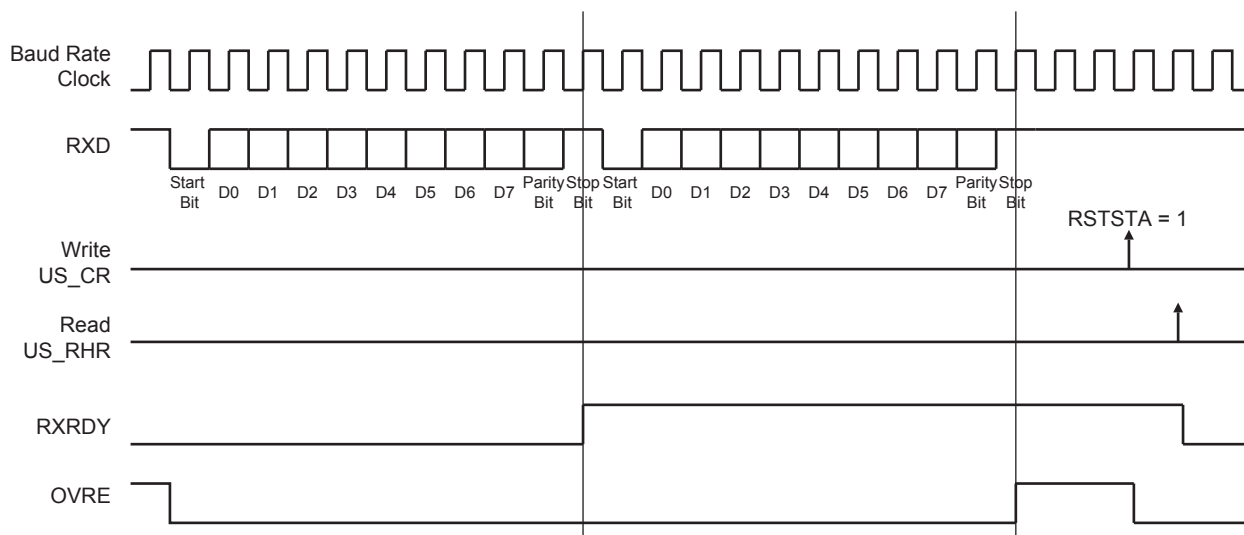 Baud Rate
Clock
RXD
Start
Bit
D0
D1
D2
D3
D4
D5
D6
D7
Parity
Bit
Stop
Bit
Start
Bit
D0
D1
D2
D3
D4
D5
D6
D7
Parity
Bit
Stop
Bit
RSTSTA = 1
Write
US_CR
Read
US_RHR
RXRDY
OVRE